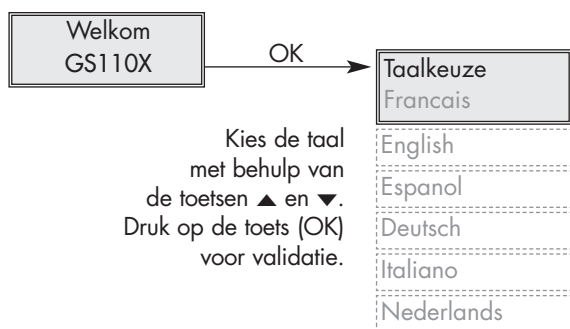 Welkom
GS110X
OK
Taalkeuze
Francais
English
Espanol
Deutsch
Italiano
Nederlands
Kies de taal
met behulp van
de toetsen ▲ en ▼.
Druk op de toets (OK)
voor validatie.